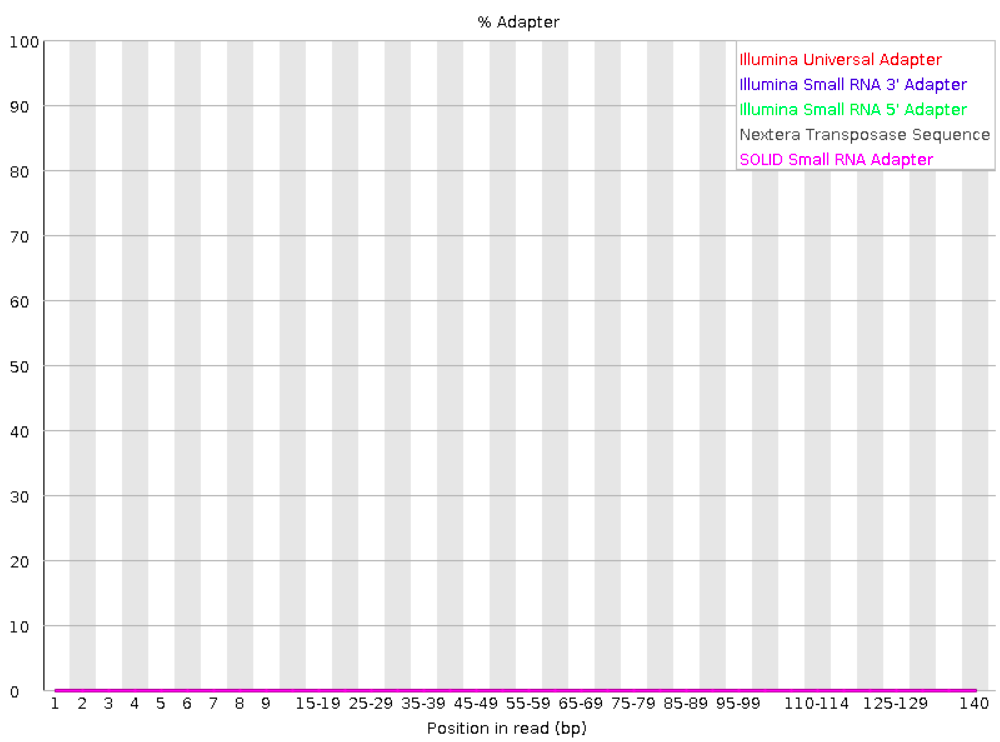 % Adapter
100
90
80
70
60
50
40
30
20
10
0
Illumina Universal Adapter
Illumina Small RNA 3' Adapter
Illumina Small RNA 5' Adapter
Nextera Transposase Sequence
SOLID Small RNA Adapter
1 2 3 4 5 6 7 8 9 15-19 25-29 35-39 45-49 55-59 65-69 75-79 85-89 95-99 110-114 125-129 140
Position in read (bp)